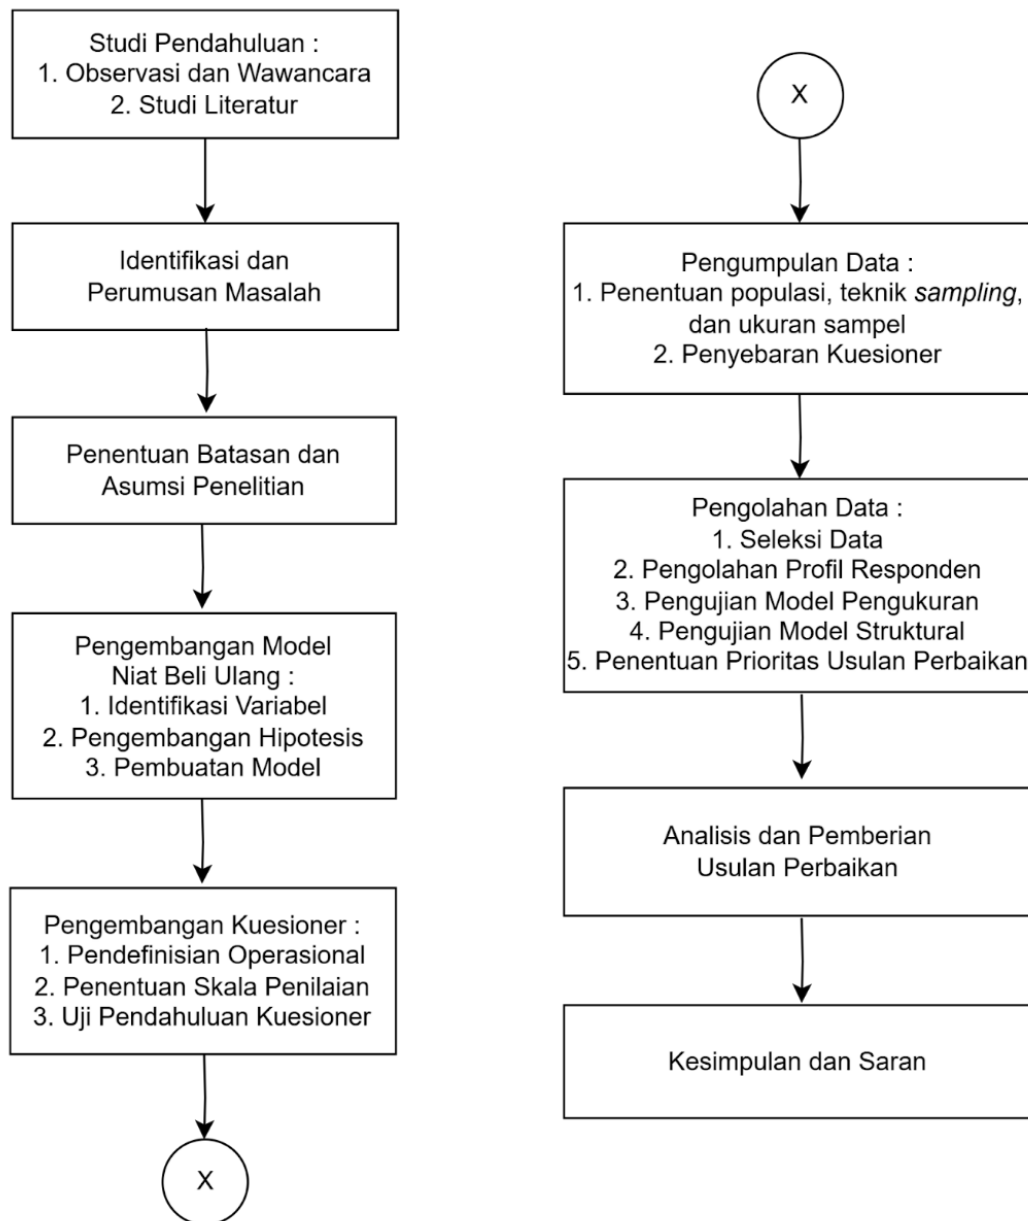 Studi Pendahuluan :
1. Observasi dan Wawancara
2. Studi Literatur
Identifikasi dan
Perumusan Masalah
Penentuan Batasan dan
Asumsi Penelitian
Pengembangan Model
Niat Beli Ulang :
1. Identifikasi Variabel
2. Pengembangan Hipotesis
3. Pembuatan Model
Pengembangan Kuesioner :
1. Pendefinisian Operasional
2. Penentuan Skala Penilaian
3. Uji Pendahuluan Kuesioner
X
X
Pengumpulan Data :
1. Penentuan populasi, teknik sampling,
dan ukuran sampel
2. Penyebaran Kuesioner
Pengolahan Data :
1. Seleksi Data
2. Pengolahan Profil Responden
3. Pengujian Model Pengukuran
4. Pengujian Model Struktural
5. Penentuan Prioritas Usulan Perbaikan
Analisis dan Pemberian
Usulan Perbaikan
Kesimpulan dan Saran